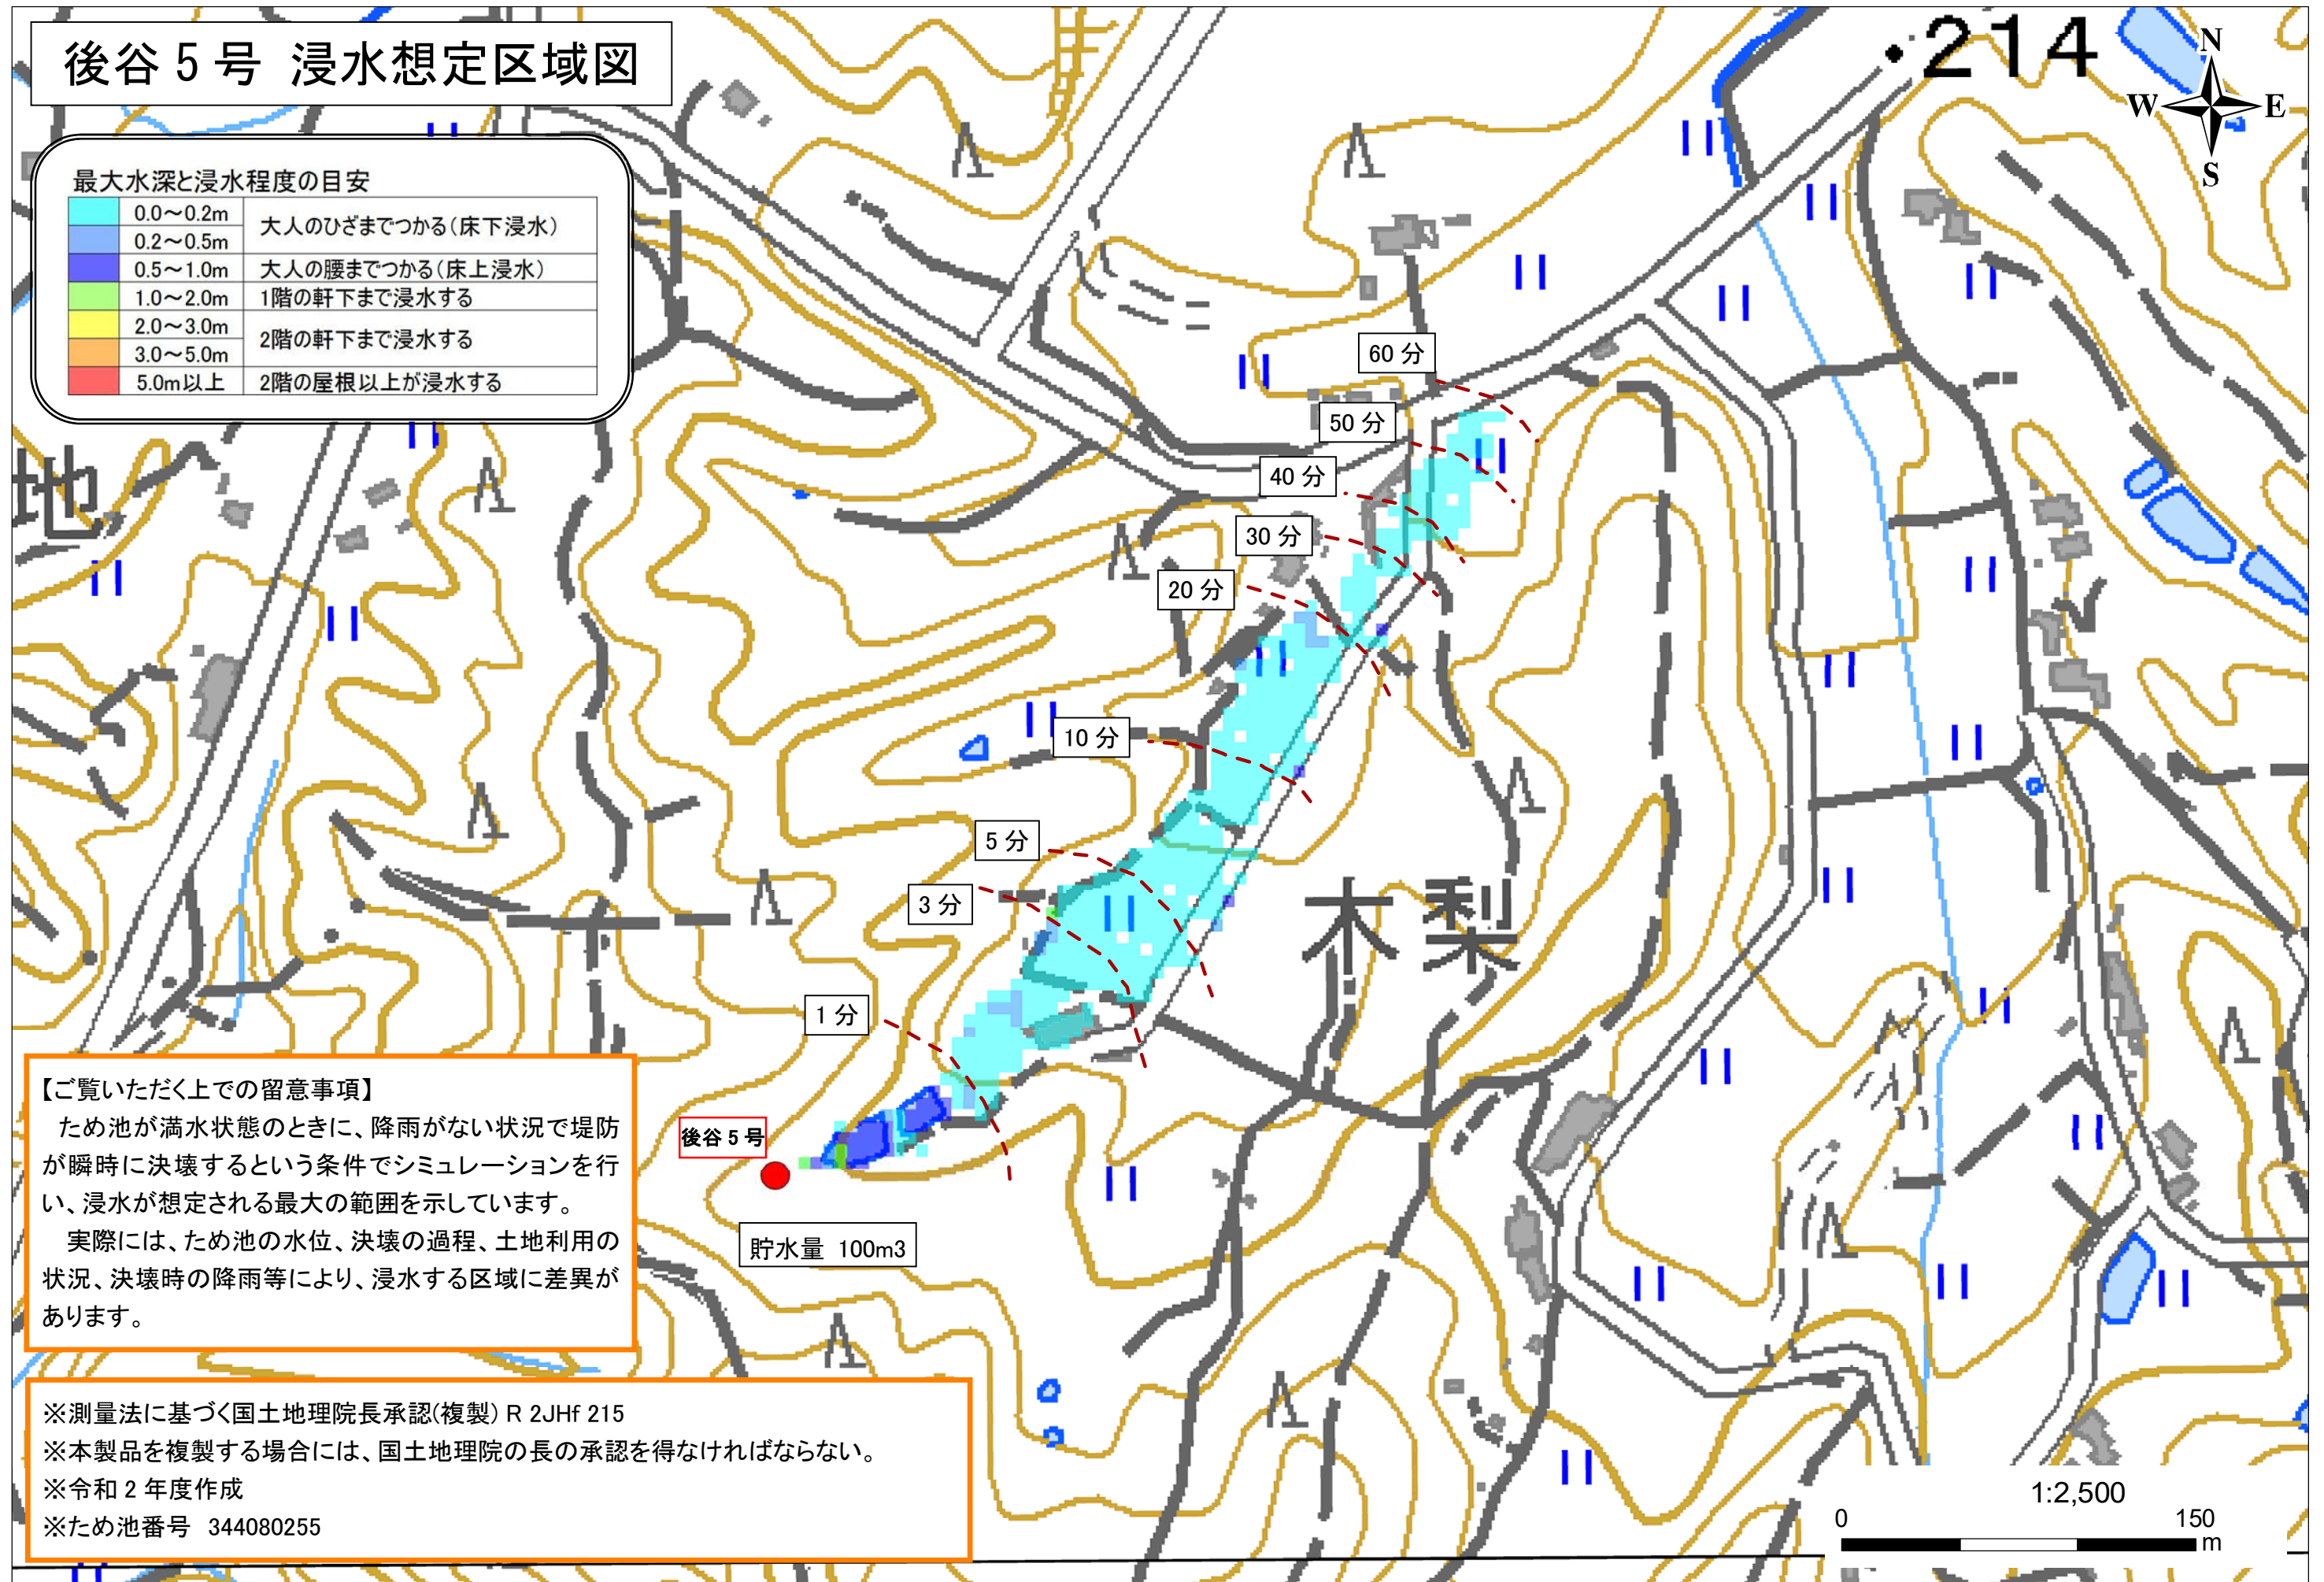 後谷5号 浸水想定区域図
・214
N
W E
S
最大水深と浸水程度の目安
0.0～0.2m 大人のひざまでつかる(床下浸水)
0.2～0.5m
0.5～1.0m 大人の腰までつかる(床上浸水)
1.0～2.0m 1階の軒下まで浸水する
2.0～3.0m 2階の軒下まで浸水する
3.0～5.0m
5.0m以上 2階の屋根以上が浸水する
地
60 分
50 分
40 分
30 分
20 分
10 分
5 分
3 分
木梨
1 分
後谷5号
貯水量 100m3
【ご覧いただく上での留意事項】
ため池が満水状態のときに、降雨がない状況で堤防
が瞬時に決壊するという条件でシミュレーションを行
い、浸水が想定される最大の範囲を示しています。
実際には、ため池の水位、決壊の過程、土地利用の
状況、決壊時の降雨等により、浸水する区域に差異が
あります。
※測量法に基づく国土地理院長承認(複製) R 2JHf 215
※本製品を複製する場合には、国土地理院の長の承認を得なければならない。
※令和2年度作成
※ため池番号 344080255
1:2,500
0 150
m